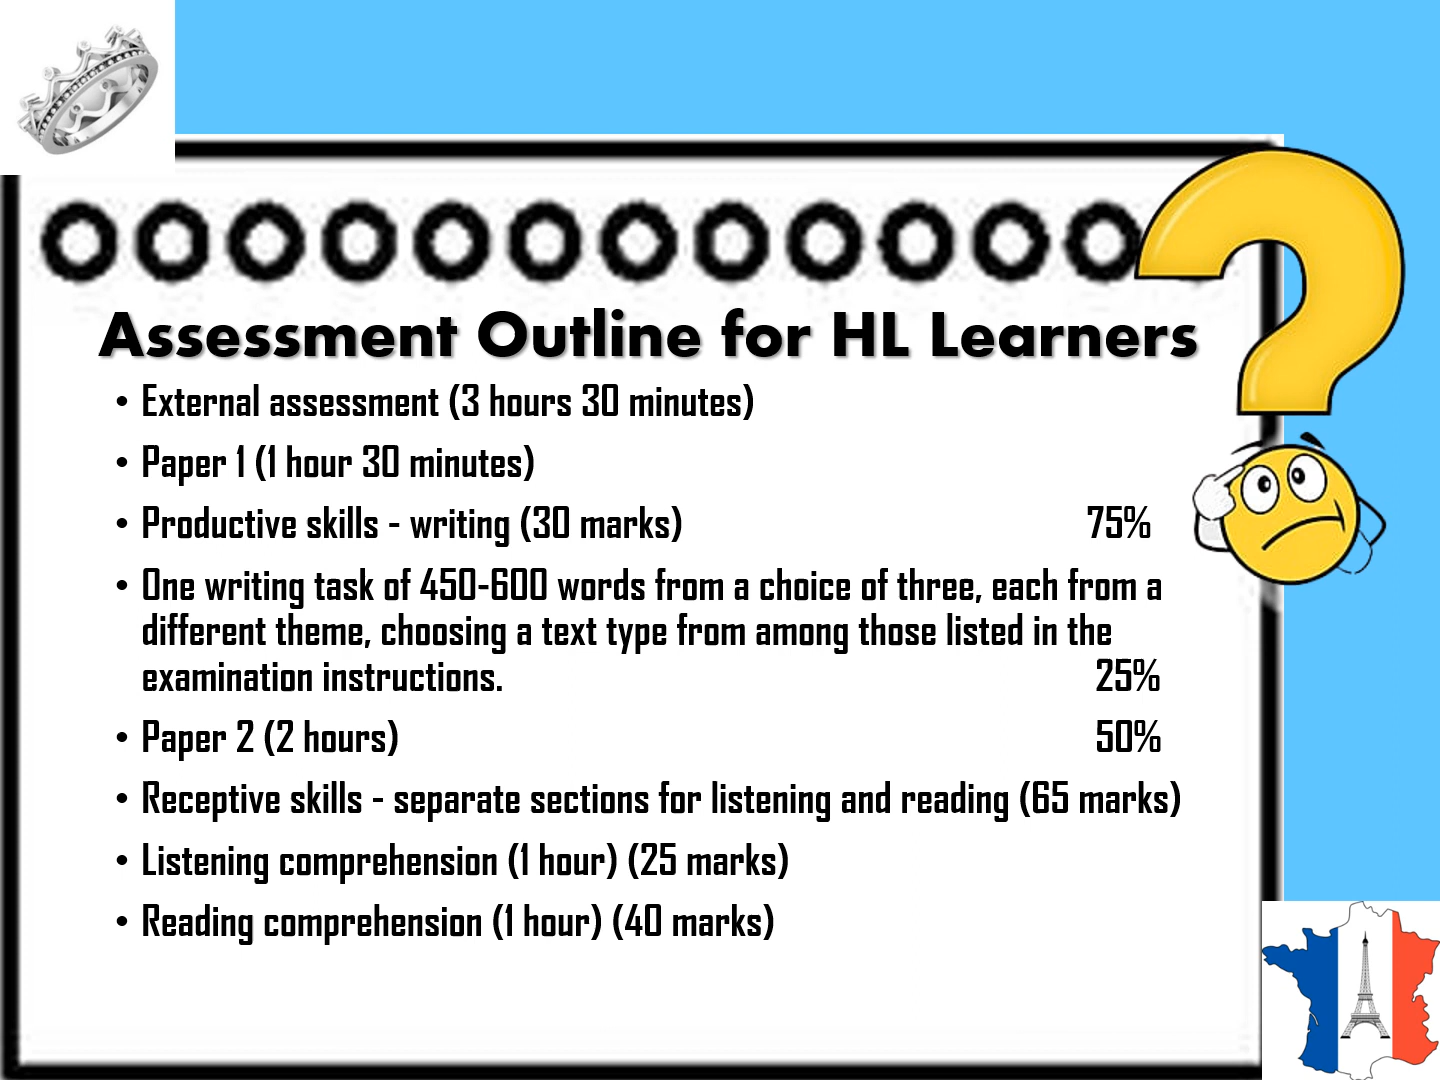 Assessment Outline for HL Learners
• External assessment (3 hours 30 minutes)
• Paper 1 (1 hour 30 minutes)
• Productive skills - writing (30 marks) 75%
• One writing task of 450-600 words from a choice of three, each from a
different theme, choosing a text type from among those listed in the
examination instructions. 25%
• Paper 2 (2 hours) 50%
• Receptive skills - separate sections for listening and reading (65 marks)
• Listening comprehension (1 hour) (25 marks)
• Reading comprehension (1 hour) (40 marks)